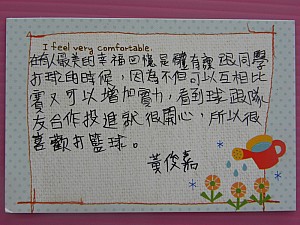 I feel very comfortable.
在有人最美的幸福回憶是體育課跟同學
打球的時候，因為不但可以互相比
賽又可以增加實力，看到球跟隊
友合作投進就很開心，所以很
喜歡打籃球。
黃俊嘉